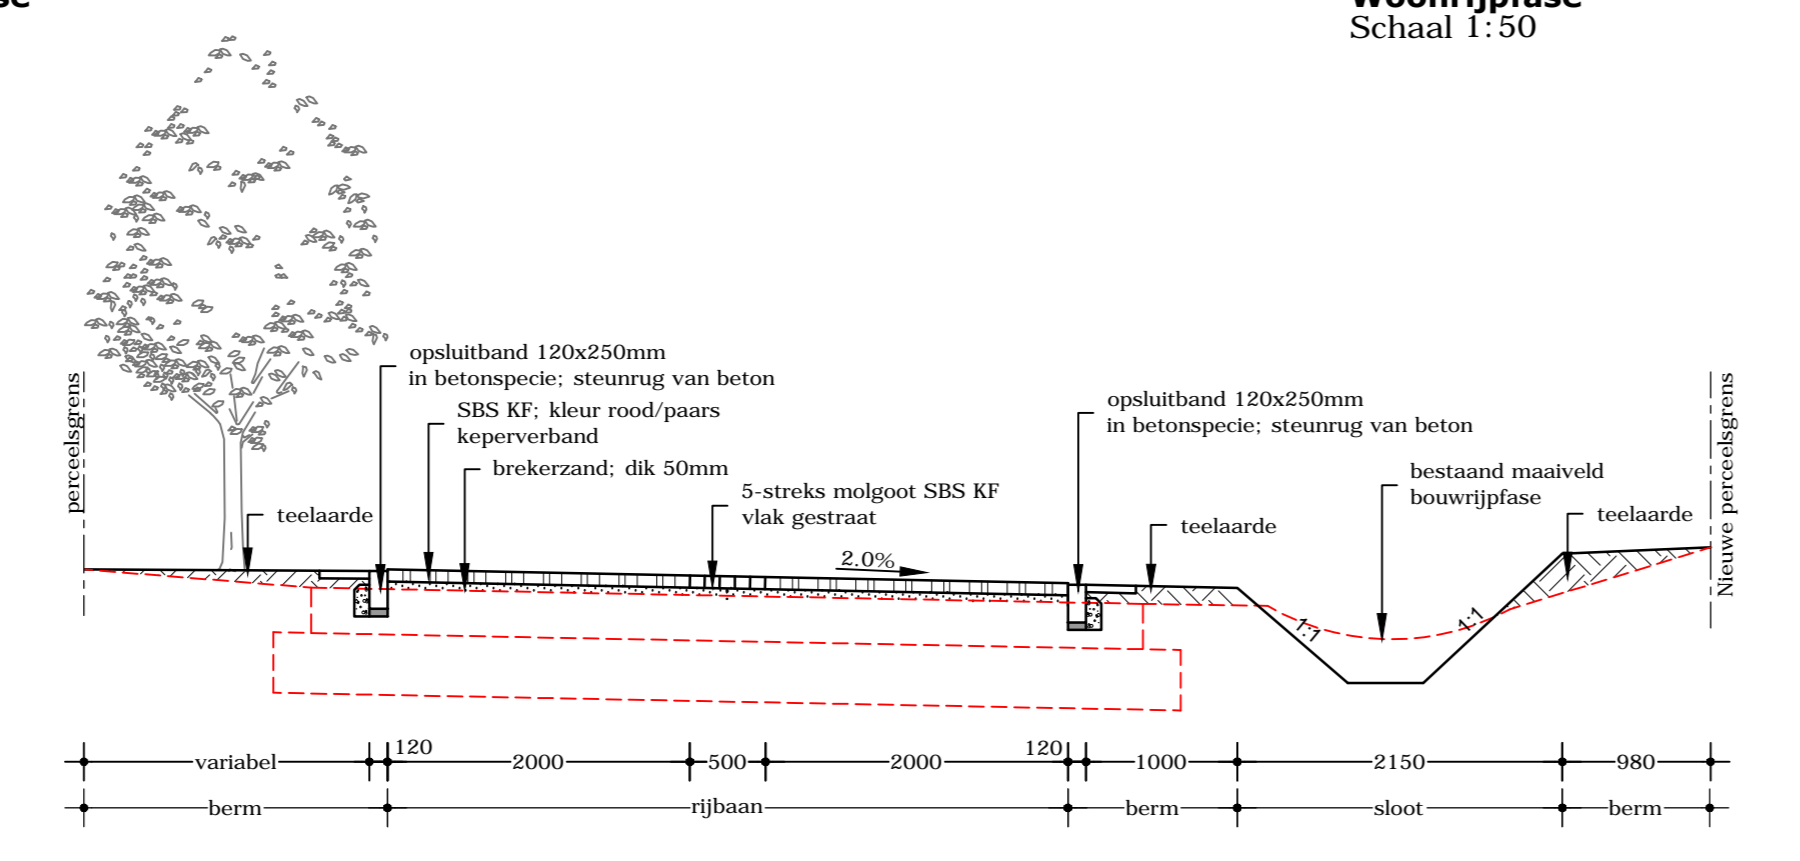 se
Woonrijpfase
Schaal 1:50
opsluitband 120x250mm
in betonspecie; steunrug van beton
SBS KF; kleur rood/paars
keperverband
brekerzand; dik 50mm
5-streks molgoot SBS KF
vlak gestraat
opsluitband 120x250mm
in betonspecie; steunrug van beton
bestaand maaiveld
bouwrijpfase
perceelsgrens
teelaarde
teelaarde
teelaarde
Nieuwe perceelsgrens
2.0%
1:1
1:1
variabel
120
2000
500
2000
120
1000
2150
980
berm
rijbaan
berm
sloot
berm